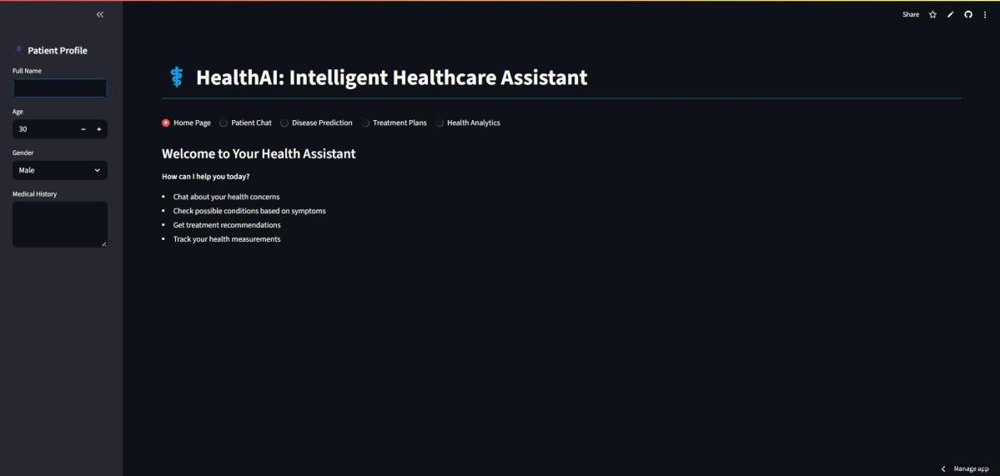 Share
Patient Profile
Full Name
Age
30
Gender
Male
Medical History
HealthAI: Intelligent Healthcare Assistant
Home Page Patient Chat Disease Prediction Treatment Plans Health Analytics
Welcome to Your Health Assistant
How can I help you today?
Chat about your health concerns
Check possible conditions based on symptoms
Get treatment recommendations
Track your health measurements
Manage app